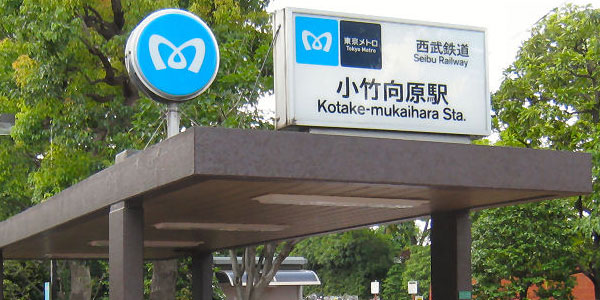 東京メトロ
Tokyo Metro
西武鉄道
Seibu Railway
小竹向原駅
Kotake-mukaihara Sta.